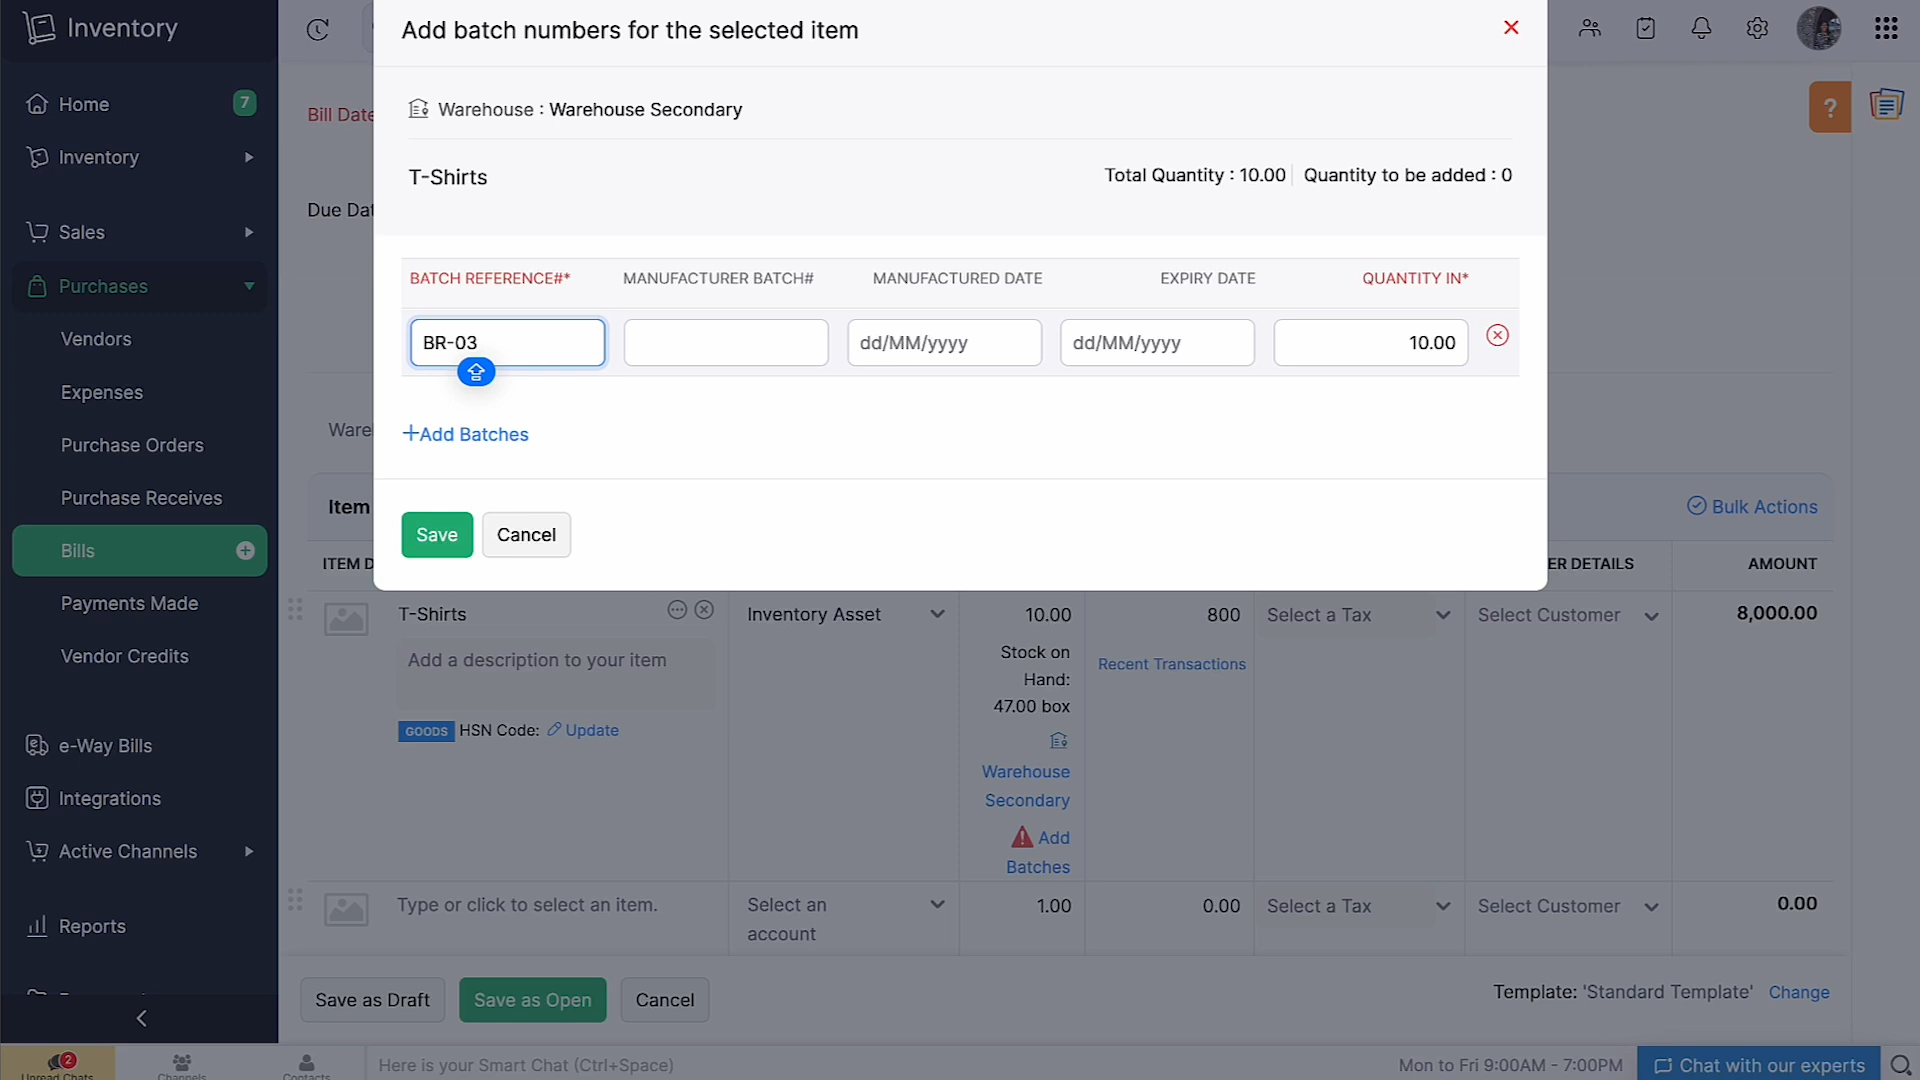 Inventory
Home
7
Inventory
Sales
Purchases
Vendors
Expenses
Purchase Orders
Purchase Receives
Bills
Payments Made
Vendor Credits
e-Way Bills
Integrations
Active Channels
Reports
Add batch numbers for the selected item
Warehouse : Warehouse Secondary
T-Shirts
Total Quantity : 10.00
Quantity to be added : 0
BATCH REFERENCE#* MANUFACTURER BATCH# MANUFACTURED DATE EXPIRY DATE QUANTITY IN*
BR-03 dd/MM/yyyy dd/MM/yyyy 10.00
+Add Batches
Save Cancel
?
Bill Date
Due Dat
Ware
Item
Bulk Actions
ITEM D
ER DETAILS
AMOUNT
T-Shirts
Add a description to your item
GOODS HSN Code: Update
Inventory Asset
10.00
Stock on
Hand:
47.00 box
Warehouse
Secondary
Add
Batches
800
Recent Transactions
Select a Tax
Select Customer
8,000.00
Type or click to select an item.
Select an
account
1.00
0.00
Select a Tax
Select Customer
0.00
Save as Draft Save as Open Cancel
Template: 'Standard Template' Change
2
Unread Chats
Channels
Contacts
Here is your Smart Chat (Ctrl+Space)
Mon to Fri 9:00AM - 7:00PM
Chat with our experts